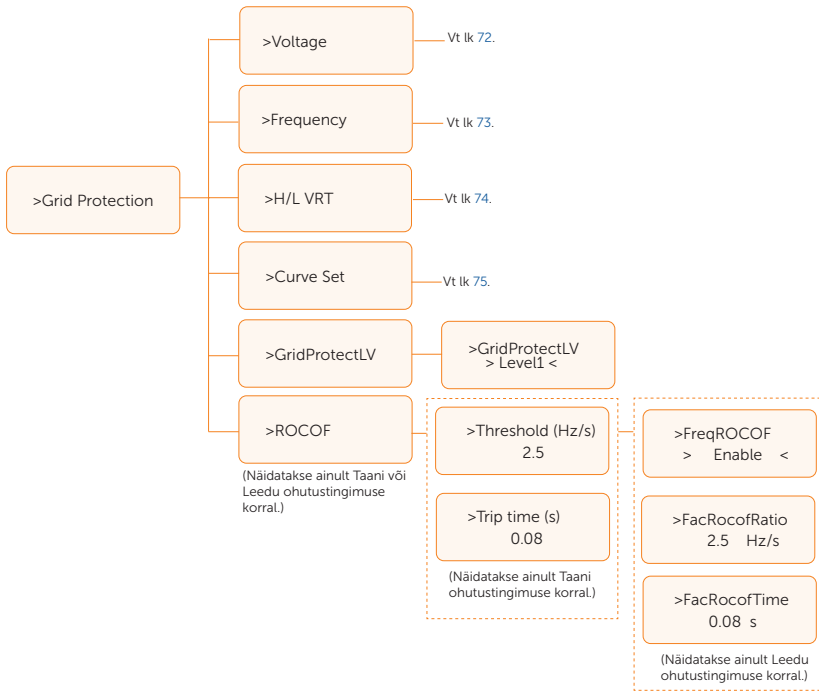 >Grid Protection
>Voltage
Vt lk 72.
>Frequency
Vt lk 73.
>H/L VRT
Vt lk 74.
>Curve Set
Vt lk 75.
>GridProtectLV
>GridProtectLV
> Level1 <
>ROCOF
(Näidatakse ainult Taani või
Leedu ohutustingimuse
korral.)
>Threshold (Hz/s)
2.5
>Trip time (s)
0.08
(Näidatakse ainult Taani
ohutustingimuse korral.)
>FreqROCOF
> Enable <
>FacRocofRatio
2.5 Hz/s
>FacRocofTime
0.08 s
(Näidatakse ainult Leedu
ohutustingimuse korral.)